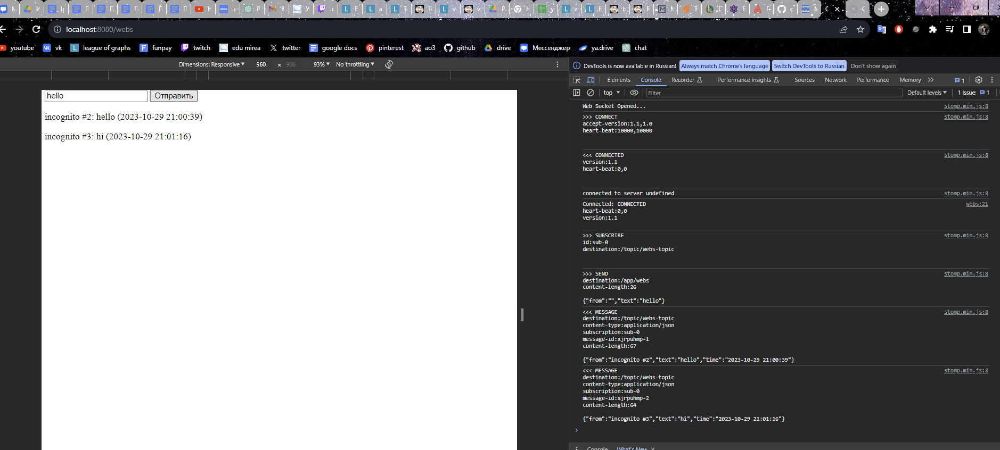 localhost:8080/webs
youtube
vk
league of graphs
funpay
twitch
edu mirea
twitter
google docs
pinterest
ao3
github
drive
Мессенджер
ya.drive
chat
Dimensions: Responsive
960
x
908
93%
No throttling
DevTools is now available in Russian!
Always match Chrome's language
Switch DevTools to Russian
Don't show again
Elements
Console
Recorder
Performance insights
Sources
Network
Performance
Memory
1
top
Filter
Default levels
1 Issue:
1
hello
Отправить
incognito #2: hello (2023-10-29 21:00:39)
incognito #3: hi (2023-10-29 21:01:16)
Web Socket Opened... stomp.min.js:8
>>> CONNECT stomp.min.js:8
accept-version:1.1,1.0
heart-beat:10000,10000
<<< CONNECTED stomp.min.js:8
version:1.1
heart-beat:0,0
connected to server undefined stomp.min.js:8
Connected: CONNECTED webs:21
heart-beat:0,0
version:1.1
>>> SUBSCRIBE stomp.min.js:8
id:sub-0
destination:/topic/webs-topic
>>> SEND stomp.min.js:8
destination:/app/webs
content-length:26
{"from":"","text":"hello"}
<<< MESSAGE stomp.min.js:8
destination:/topic/webs-topic
content-type:application/json
subscription:sub-0
message-id:xjrpuhmp-1
content-length:67
{"from":"incognito #2","text":"hello","time":"2023-10-29 21:00:39"}
<<< MESSAGE stomp.min.js:8
destination:/topic/webs-topic
content-type:application/json
subscription:sub-0
message-id:xjrpuhmp-2
content-length:64
{"from":"incognito #3","text":"hi","time":"2023-10-29 21:01:16"}
Console
What's New